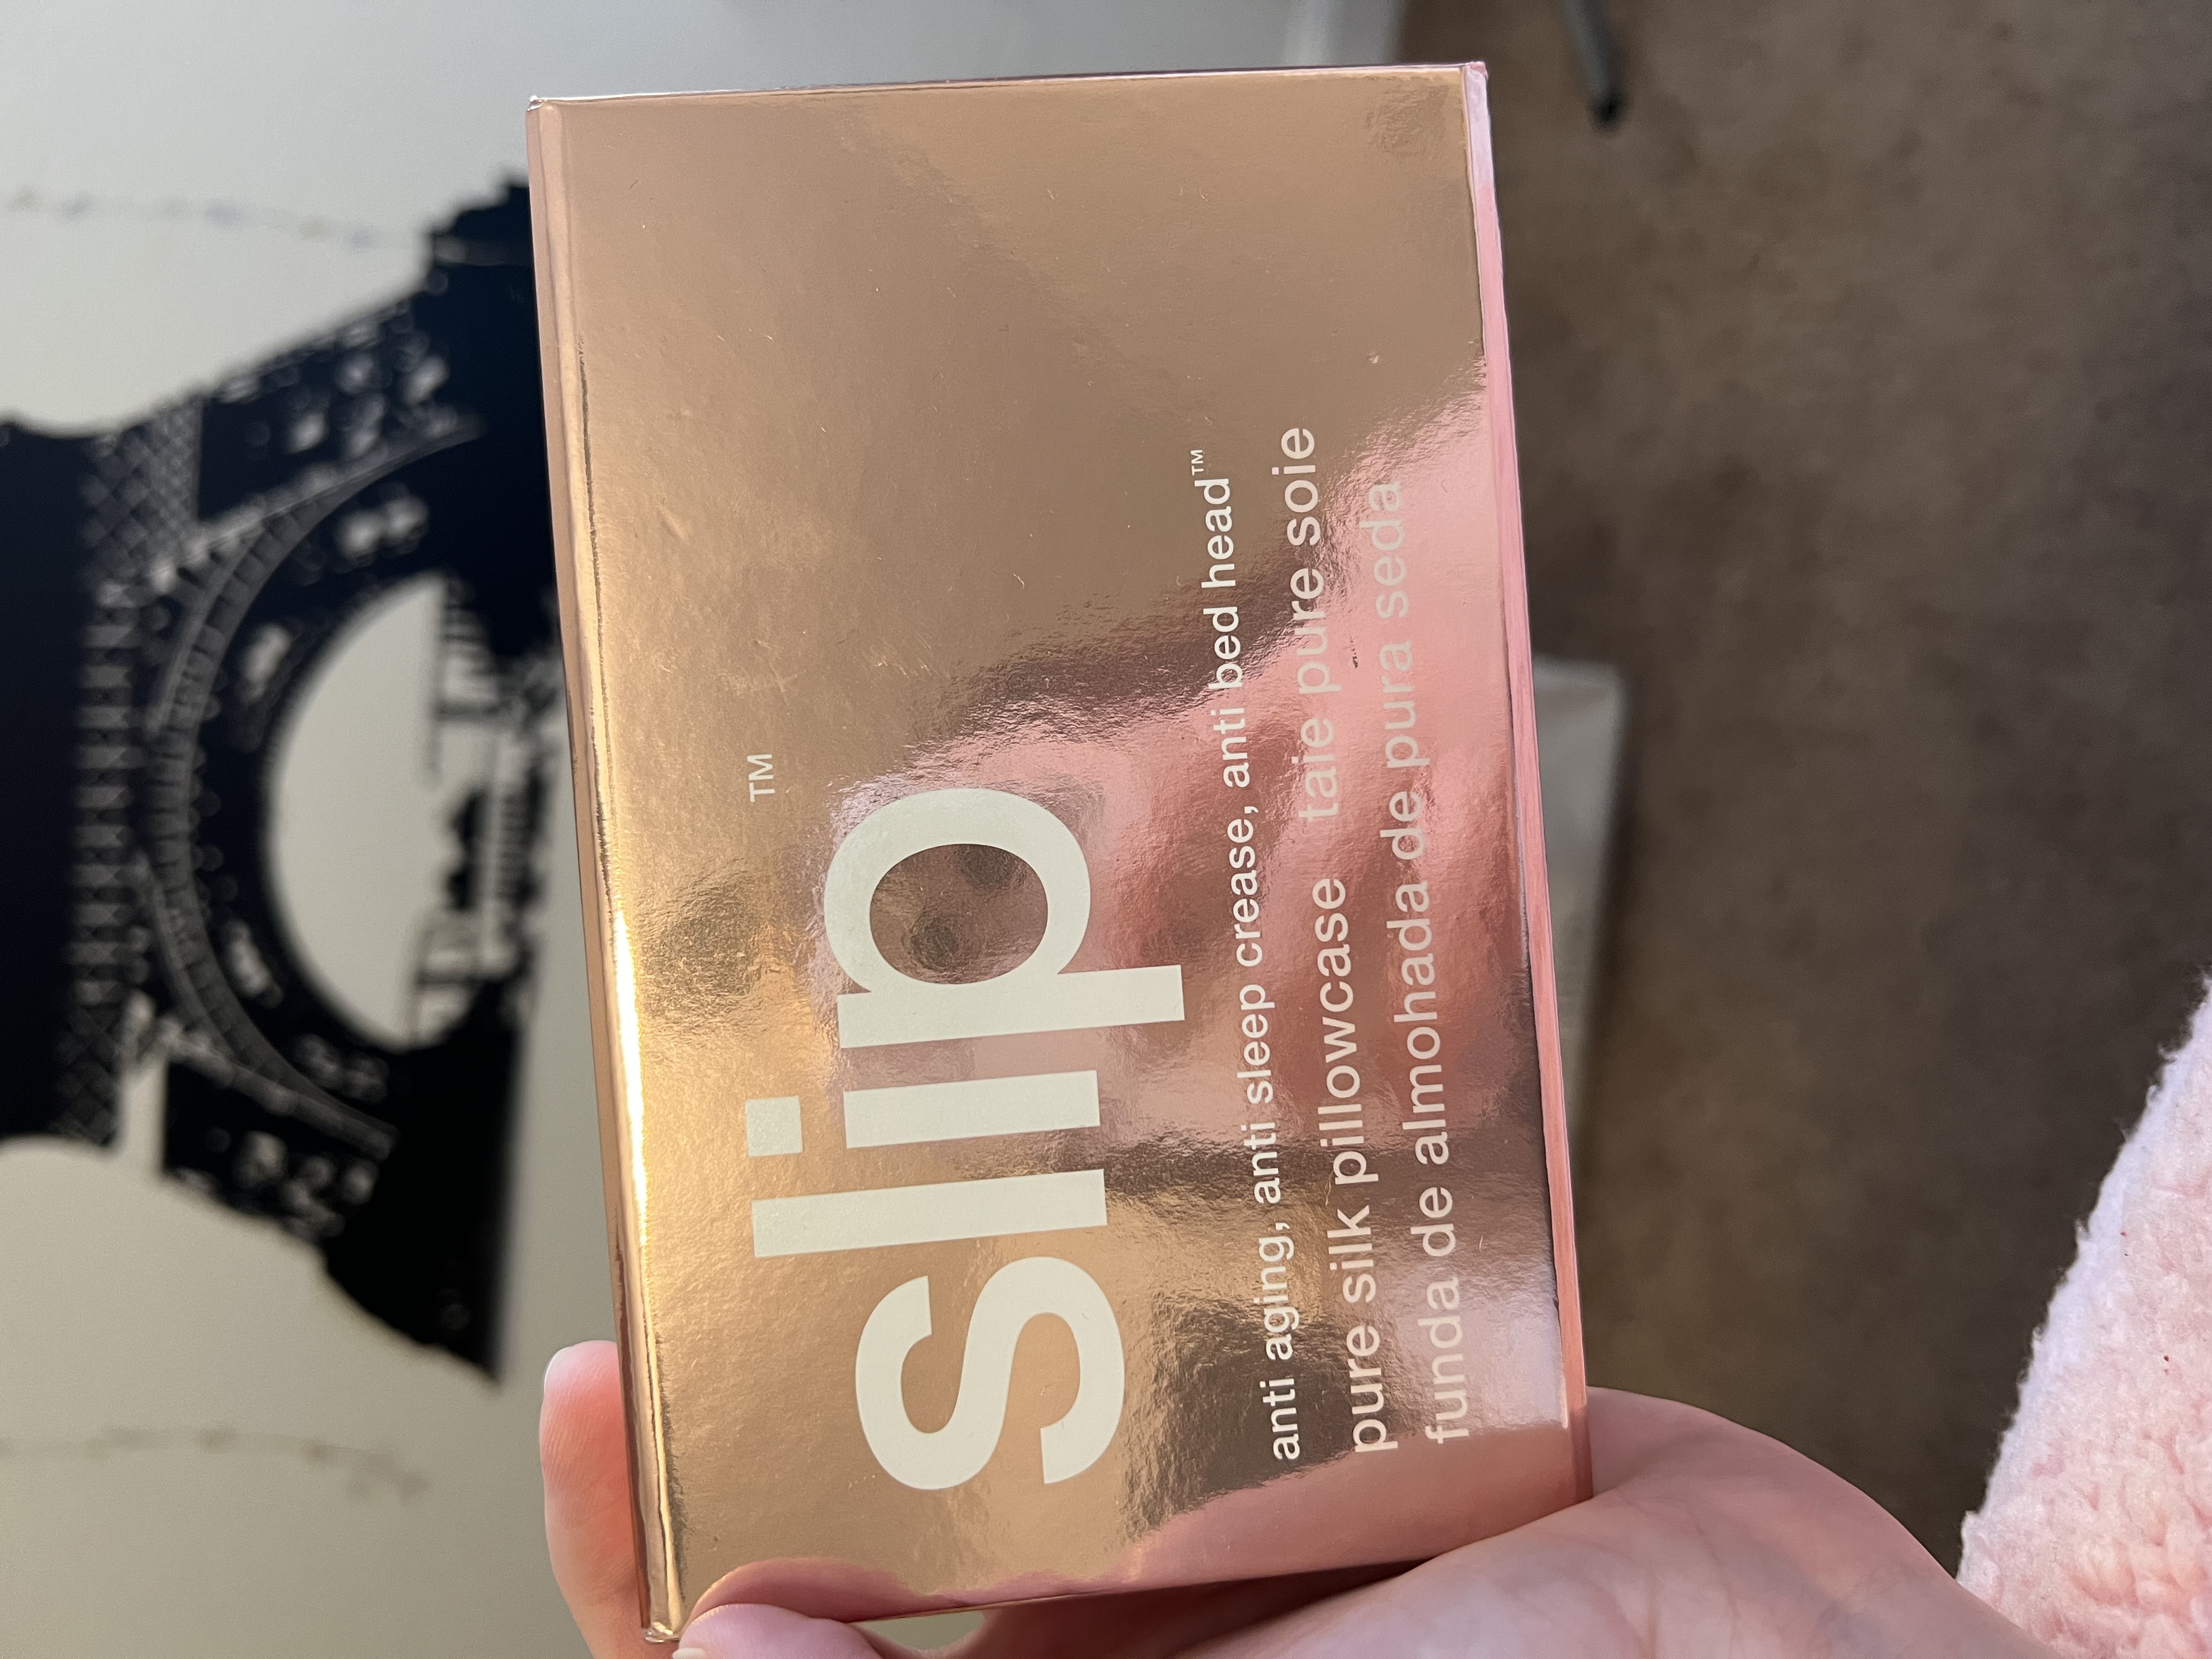 slip™
anti aging, anti sleep crease, anti bed head™
pure silk pillowcase taie pure soie
funda de almohada de pura seda